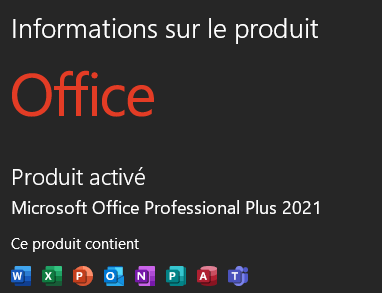 Informations sur le produit
Office
Produit activé
Microsoft Office Professional Plus 2021
Ce produit contient
W X P O N P A T